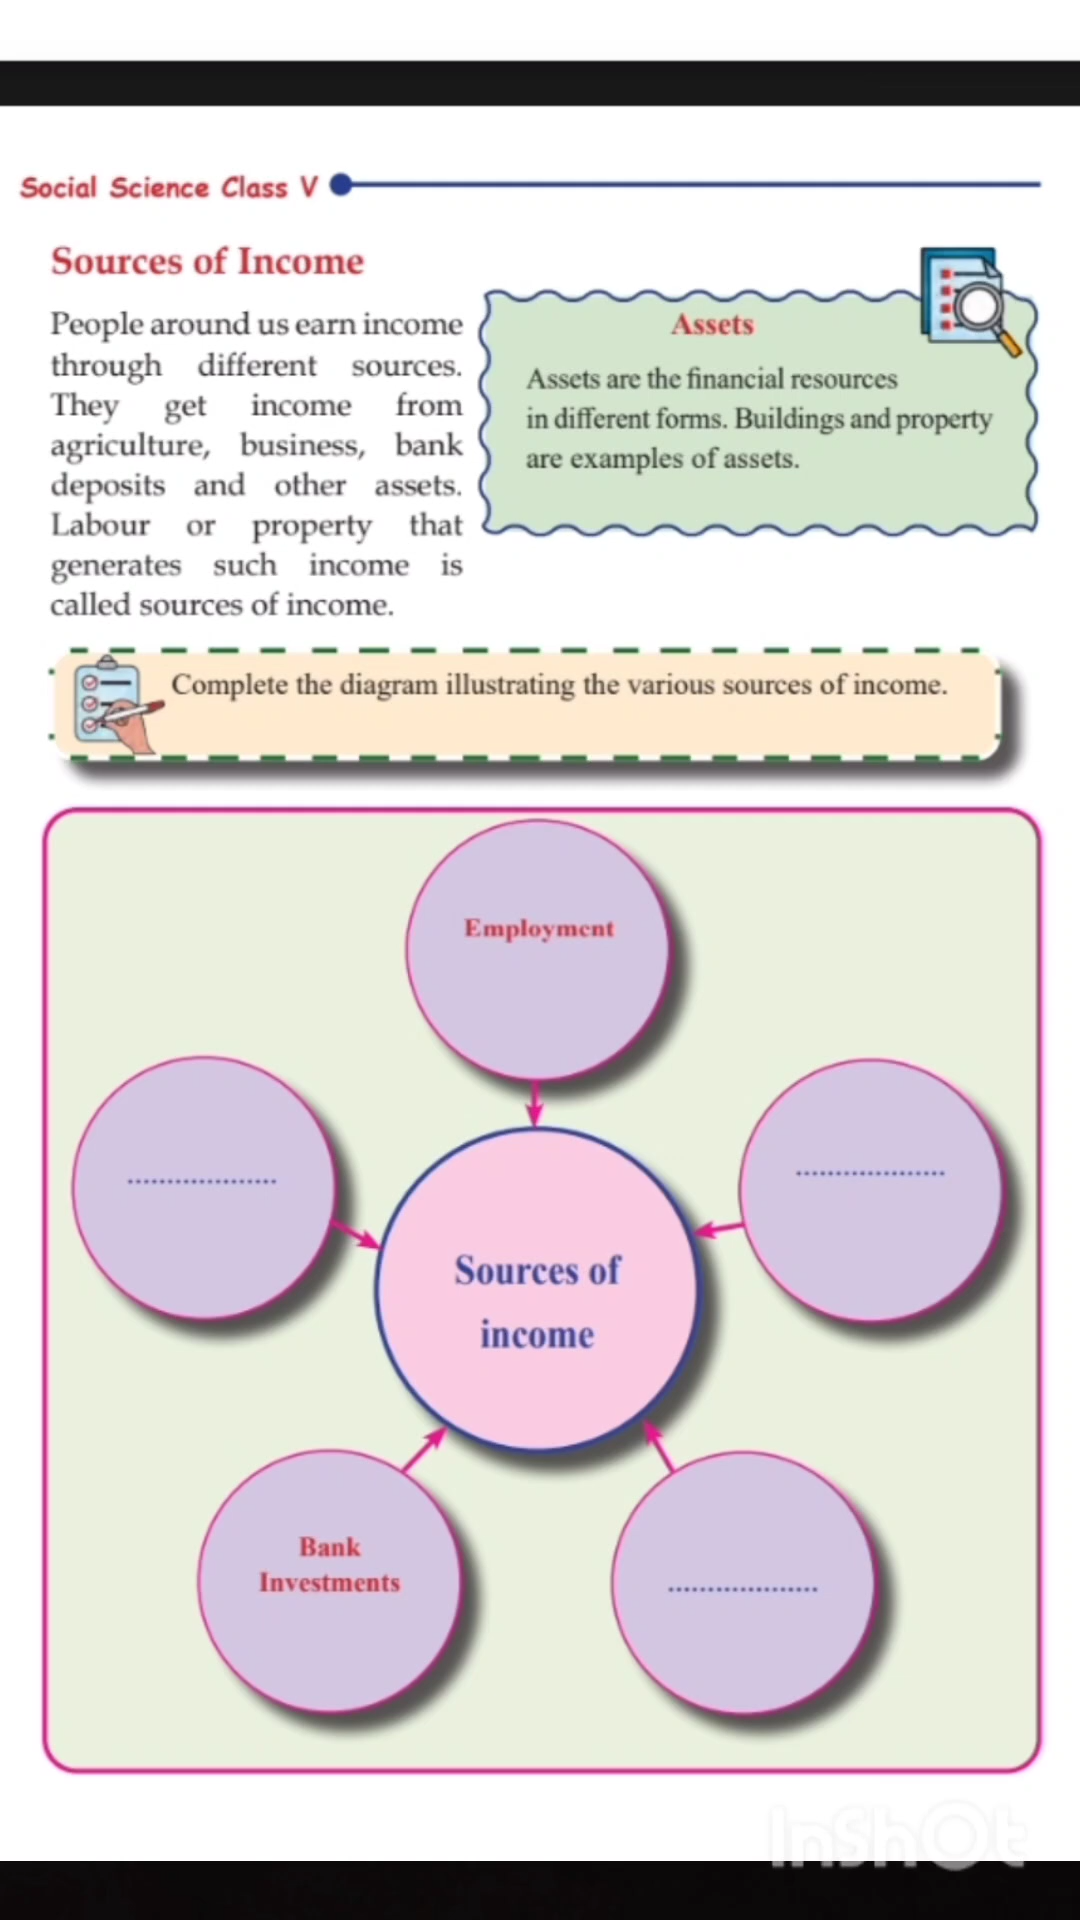 Social Science Class V
Sources of Income
People around us earn income
through different sources.
They get income from
agriculture, business, bank
deposits and other assets.
Labour or property that
generates such income is
called sources of income.
Assets
Assets are the financial resources
in different forms. Buildings and property
are examples of assets.
Complete the diagram illustrating the various sources of income.
Employment
...................
...................
Sources of
income
Bank
Investments
...................
InShOt